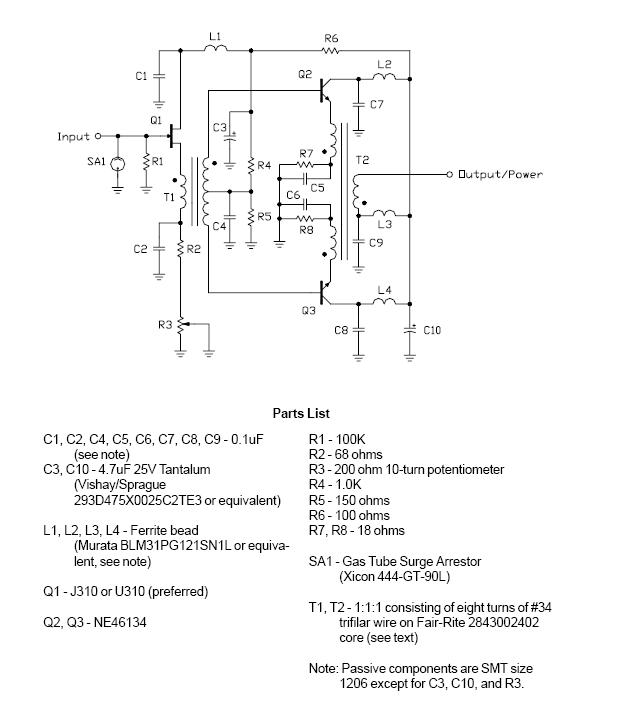 L1
R6
L2
Q2
C1
C7
Q1
C3
Input
R7
T2
SA1
R1
R4
C5
Output/Power
T1
C6
C4
R5
L3
R8
C2
R2
C9
L4
Q3
R3
C8
C10
Parts List
C1, C2, C4, C5, C6, C7, C8, C9 - 0.1uF
(see note)
C3, C10 - 4.7uF 25V Tantalum
(Vishay/Sprague
293D475X0025C2TE3 or equivalent)
L1, L2, L3, L4 - Ferrite bead
(Murata BLM31PG121SN1L or equiva-
lent, see note)
Q1 - J310 or U310 (preferred)
Q2, Q3 - NE46134
R1 - 100K
R2 - 68 ohms
R3 - 200 ohm 10-turn potentiometer
R4 - 1.0K
R5 - 150 ohms
R6 - 100 ohms
R7, R8 - 18 ohms
SA1 - Gas Tube Surge Arrestor
(Xicon 444-GT-90L)
T1, T2 - 1:1:1 consisting of eight turns of #34
trifilar wire on Fair-Rite 2843002402
core (see text)
Note: Passive components are SMT size
1206 except for C3, C10, and R3.